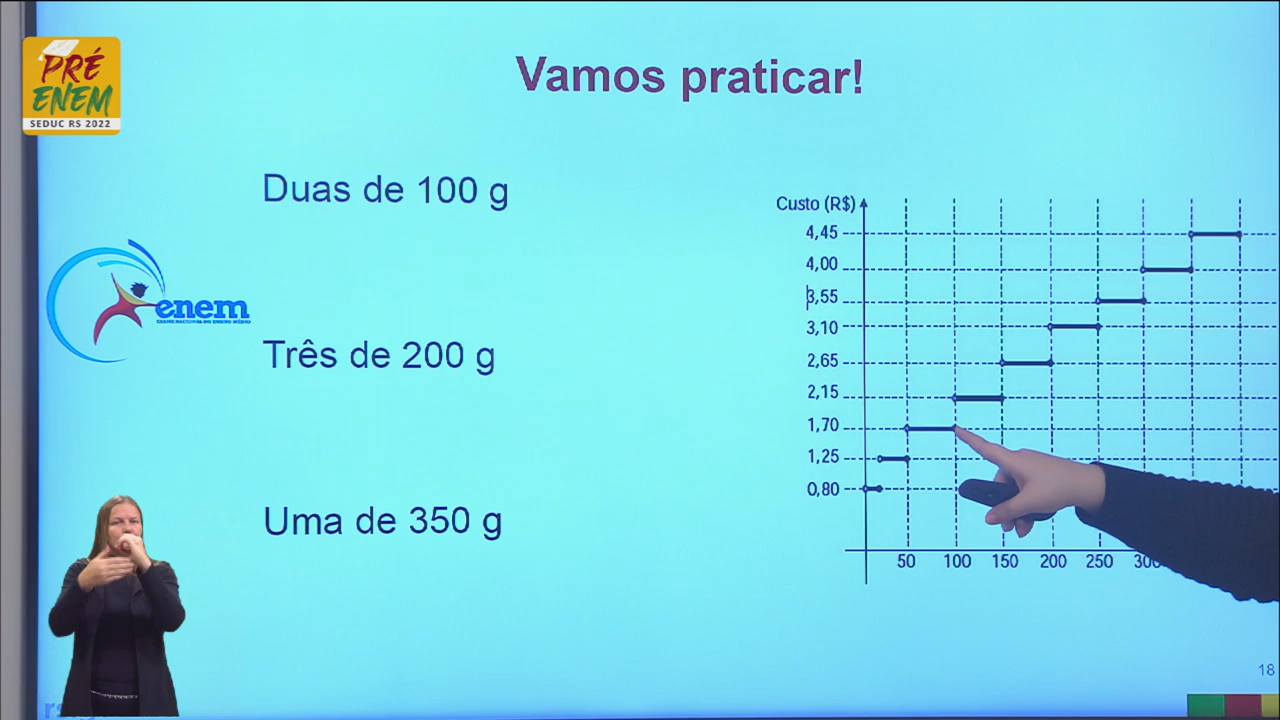 PRÉ
ENEM
SEDUC RS 2022
Vamos praticar!
Duas de 100 g
enem
EXAME NACIONAL DO ENSINO MÉDIO
Três de 200 g
Uma de 350 g
Custo (R$)
4,45
4,00
3,55
3,10
2,65
2,15
1,70
1,25
0,80
50 100 150 200 250 300
18